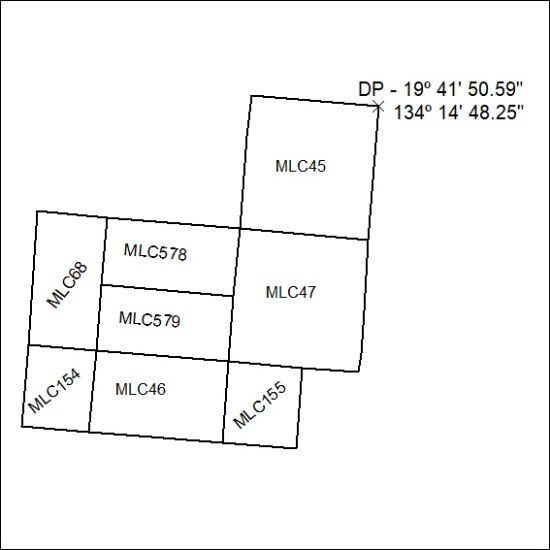 DP - 19º 41' 50.59"
134º 14' 48.25"
MLC45
MLC578
MLC68
MLC47
MLC579
MLC154
MLC46
MLC155